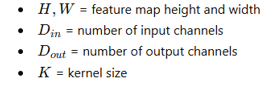 • H, W = feature map height and width
• D_in = number of input channels
• D_out = number of output channels
• K = kernel size